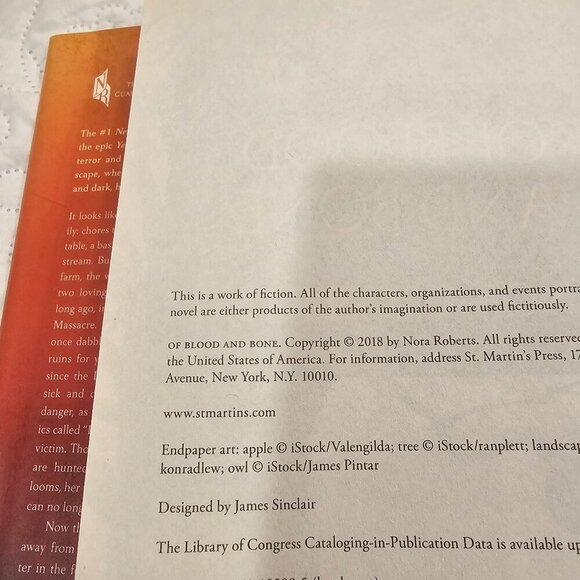 N
R
GUA
The #1 Ne
the epic Ye
terror and
scape, whe
and dark, h
It looks lik
ily: chores t
table, a bas
stream. Bu
farm, the w
two loving
long ago, i
Massacre.
once dabb
ruins for y
since the
sick and
danger, as
ics called "
victim. Tho
are hunte
looms, her
can no long
Now th
away from
ter in the f
This is a work of fiction. All of the characters, organizations, and events portra
novel are either products of the author's imagination or are used fictitiously.
OF BLOOD AND BONE. Copyright © 2018 by Nora Roberts. All rights reserved
the United States of America. For information, address St. Martin's Press, 17
Avenue, New York, N.Y. 10010.
www.stmartins.com
Endpaper art: apple © iStock/Valengilda; tree © iStock/ranplett; landscap
konradlew; owl © iStock/James Pintar
Designed by James Sinclair
The Library of Congress Cataloging-in-Publication Data is available up